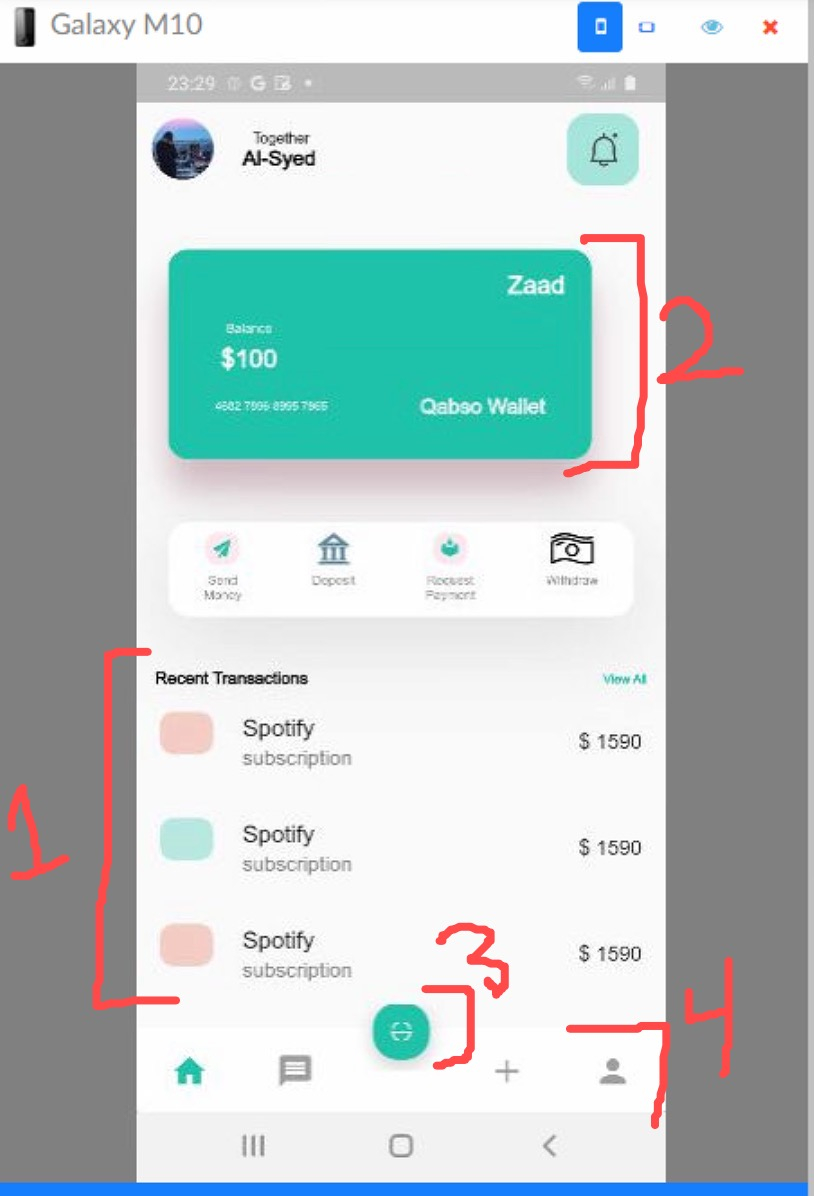 Galaxy M10
23:29 G
Together
Al-Syed
Zaad
Balance
$100
4682 7996 8995 7965
Qabso Wallet
2
Send
Money
Deposit
Request
Payment
Withdraw
Recent Transactions
View All
Spotify
subscription
$ 1590
1
Spotify
subscription
$ 1590
Spotify
subscription
$ 1590
3
4